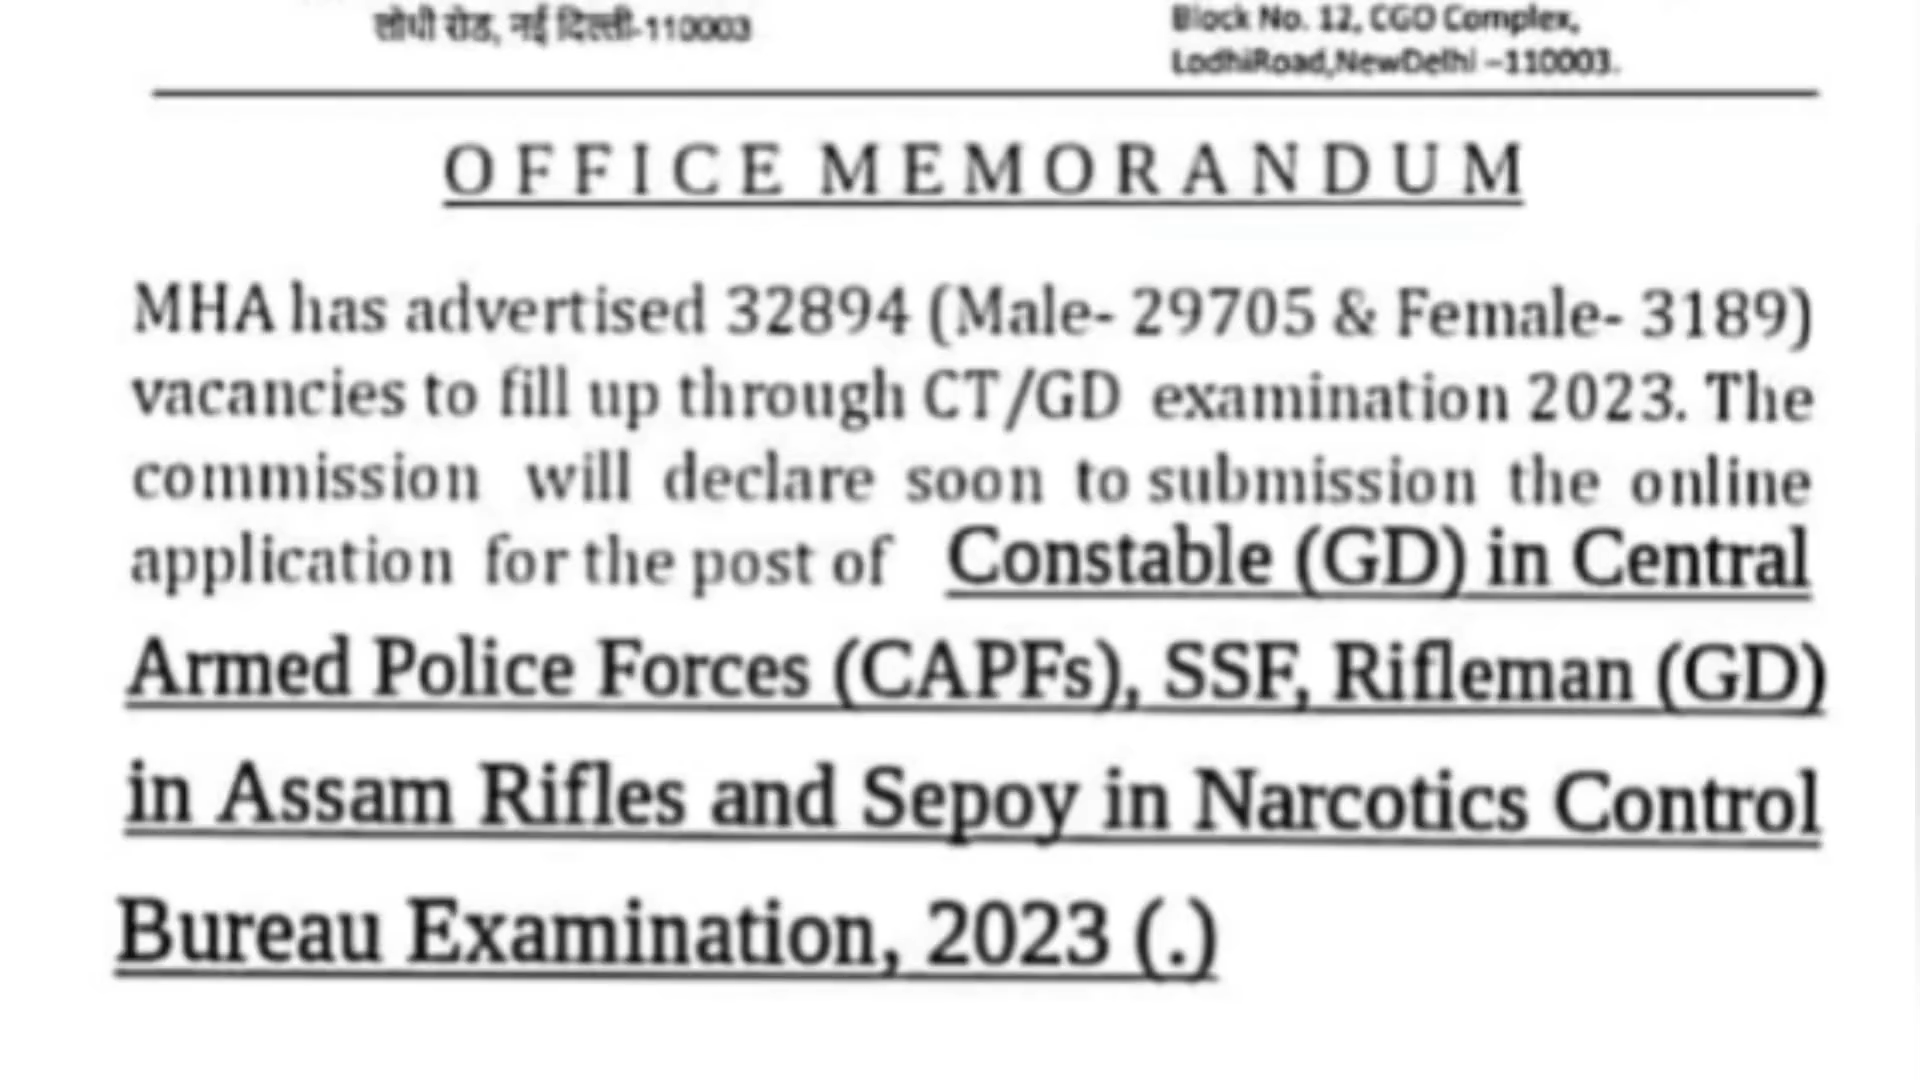 लोधी रोड, नई दिल्ली-110003
Block No. 12, CGO Complex,
LodhiRoad,NewDelhi –110003.
OFFICE MEMORANDUM
MHA has advertised 32894 (Male- 29705 & Female- 3189)
vacancies to fill up through CT/GD examination 2023. The
commission will declare soon to submission the online
application for the post of Constable (GD) in Central
Armed Police Forces (CAPFs), SSF, Rifleman (GD)
in Assam Rifles and Sepoy in Narcotics Control
Bureau Examination, 2023 (.)